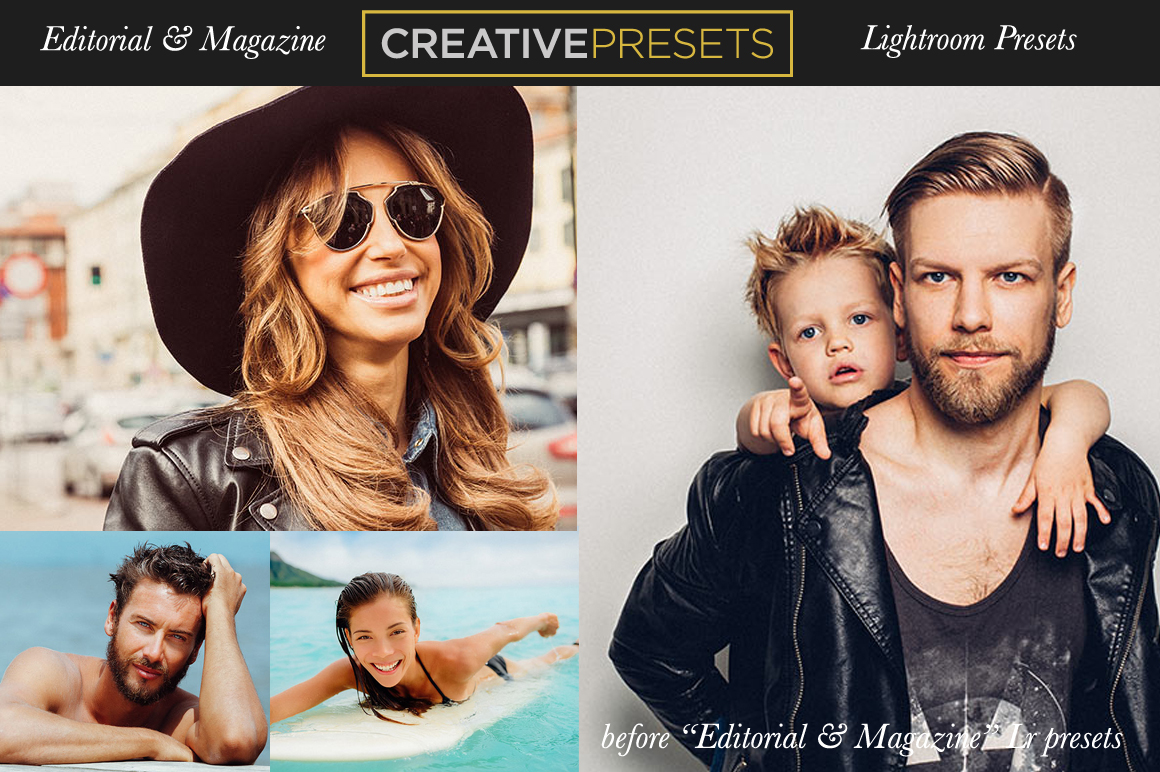 Editorial & Magazine
CREATIVEPRESETS
Lightroom Presets
before “Editorial & Magazine” Lr presets